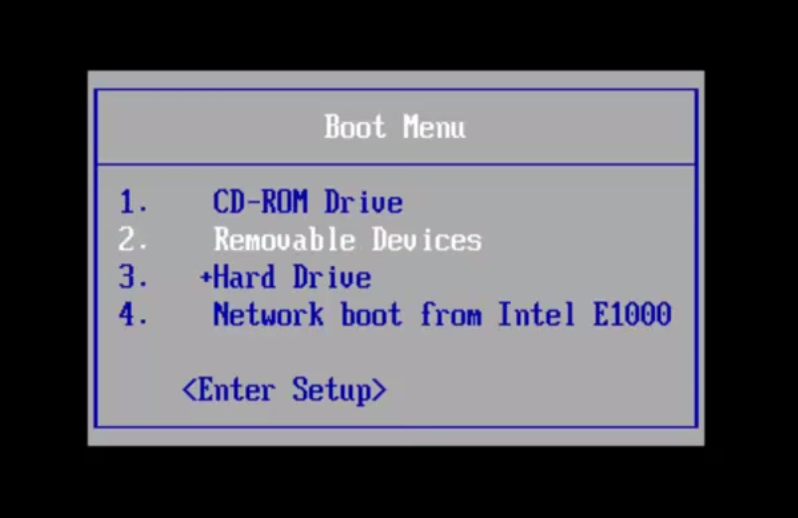 Boot Menu
1. CD-ROM Drive
2. Removable Devices
3. +Hard Drive
4. Network boot from Intel E1000
<Enter Setup>